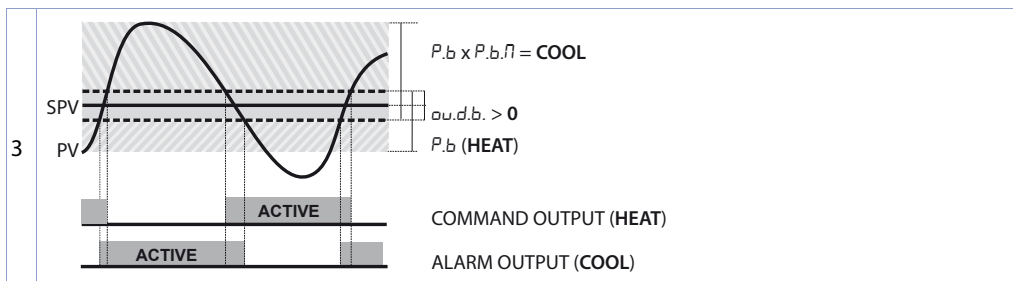 P.b x P.b.M = COOL
SPV
ou.d.b. > 0
3
PV
P.b (HEAT)
ACTIVE
COMMAND OUTPUT (HEAT)
ACTIVE
ALARM OUTPUT (COOL)